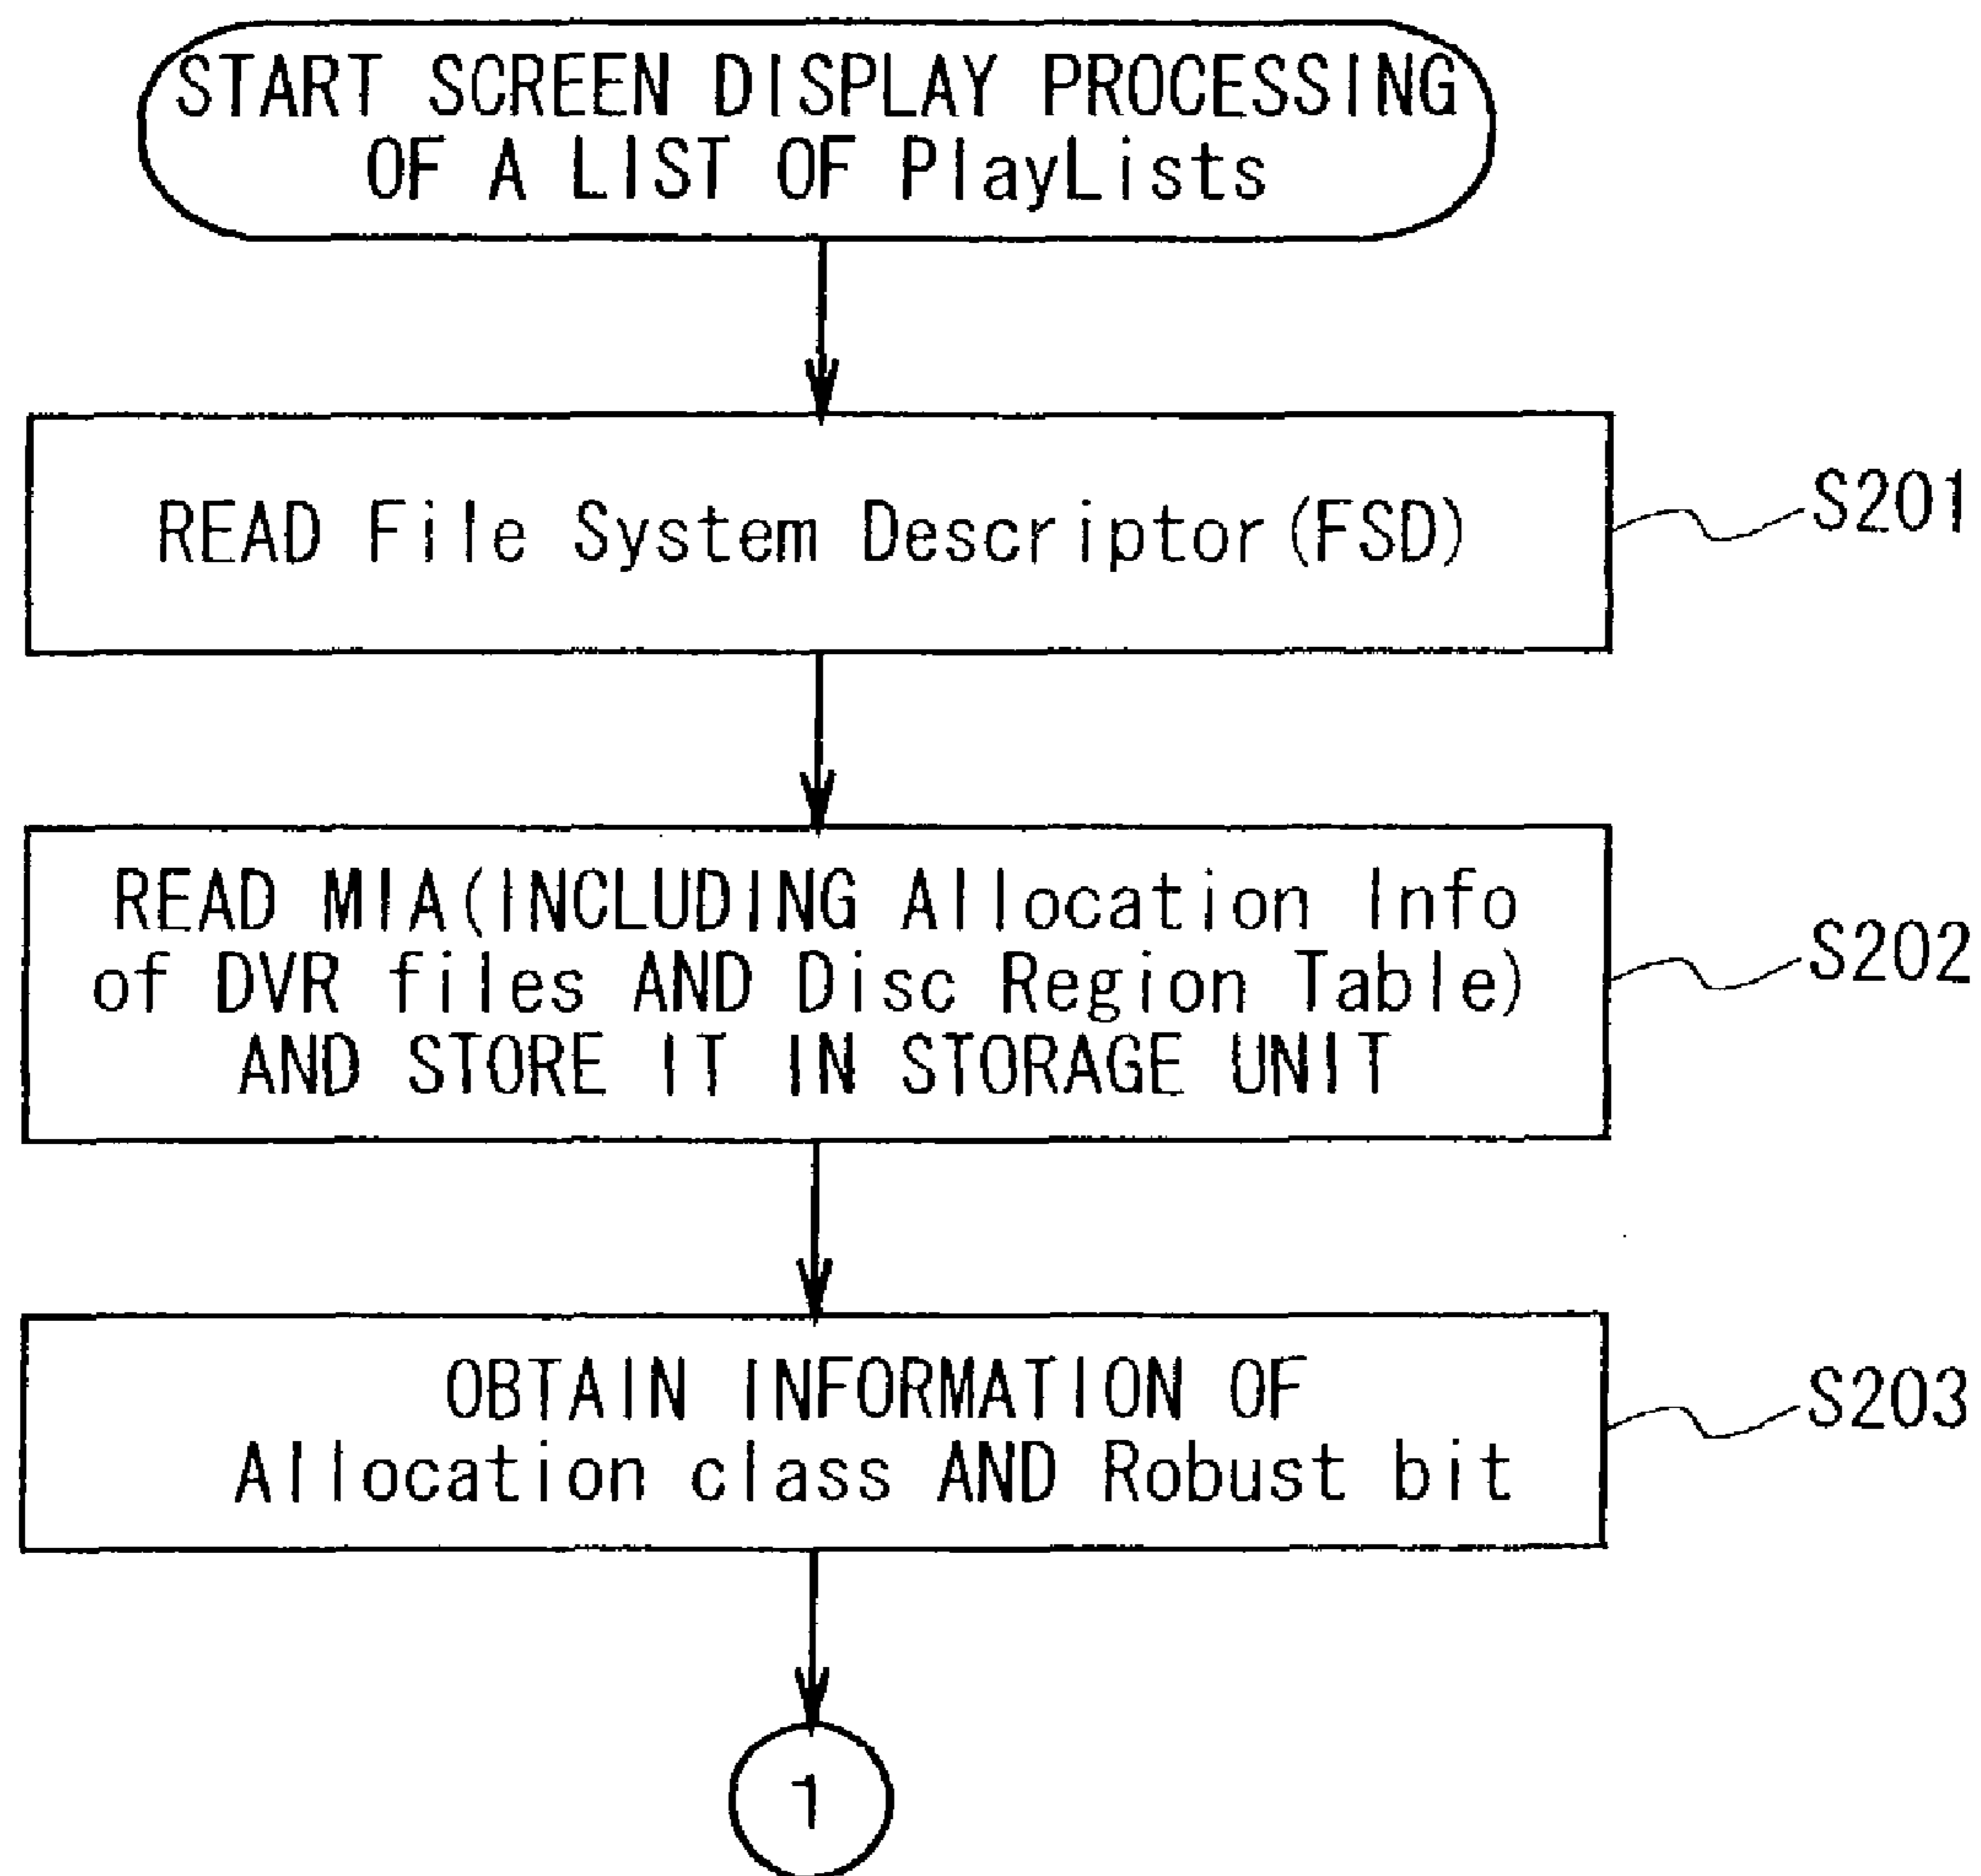 START SCREEN DISPLAY PROCESSING
OF A LIST OF PlayLists
READ File System Descriptor(FSD)
S201
READ MIA(INCLUDING Allocation Info
of DVR files AND Disc Region Table)
AND STORE IT IN STORAGE UNIT
S202
OBTAIN INFORMATION OF
Allocation class AND Robust bit
S203
1